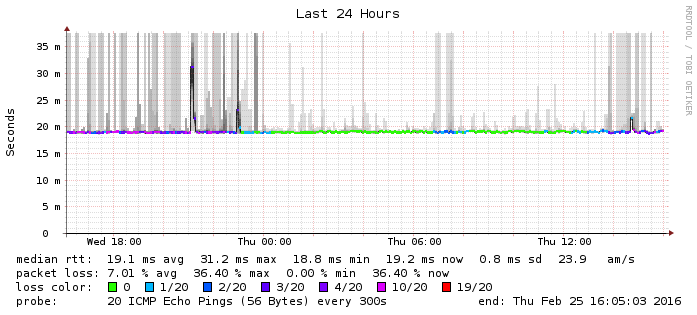 Last 24 Hours
RRDTOOL / TOBI OETIKER
Seconds
35 m
30 m
25 m
20 m
15 m
10 m
5 m
0
Wed 18:00 Thu 00:00 Thu 06:00 Thu 12:00
median rtt: 19.1 ms avg 31.2 ms max 18.8 ms min 19.2 ms now 0.8 ms sd 23.9 am/s
packet loss: 7.01 % avg 36.40 % max 0.00 % min 36.40 % now
loss color: 0 1/20 2/20 3/20 4/20 10/20 19/20
probe: 20 ICMP Echo Pings (56 Bytes) every 300s end: Thu Feb 25 16:05:03 2016